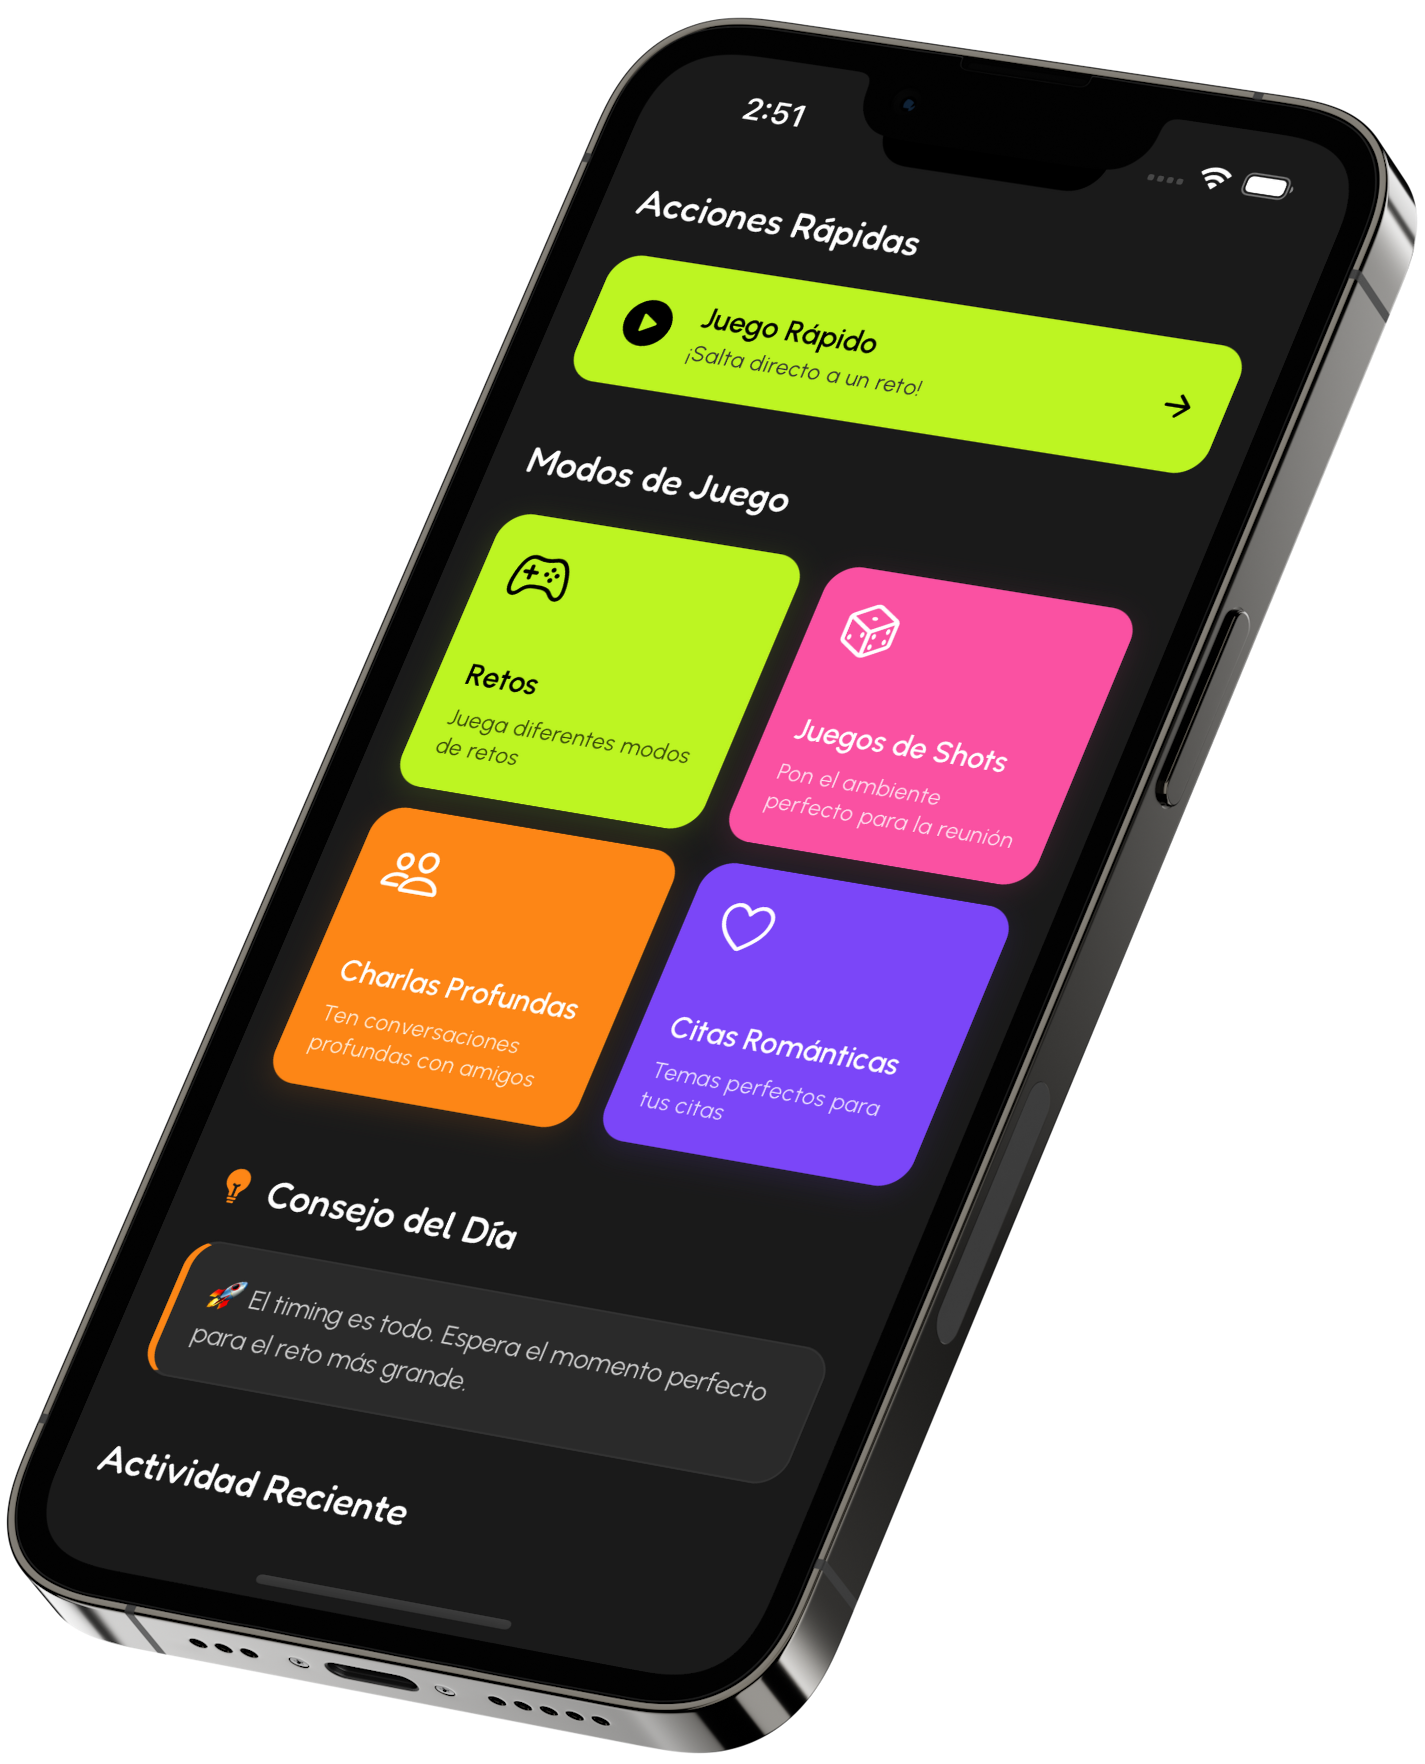 2:51
Acciones Rápidas
Juego Rápido
¡Salta directo a un reto!
Modos de Juego
Retos
Juega diferentes modos
de retos
Juegos de Shots
Pon el ambiente
perfecto para la reunión
Charlas Profundas
Ten conversaciones
profundas con amigos
Citas Románticas
Temas perfectos para
tus citas
Consejo del Día
🚀 El timing es todo. Espera el momento perfecto
para el reto más grande.
Actividad Reciente